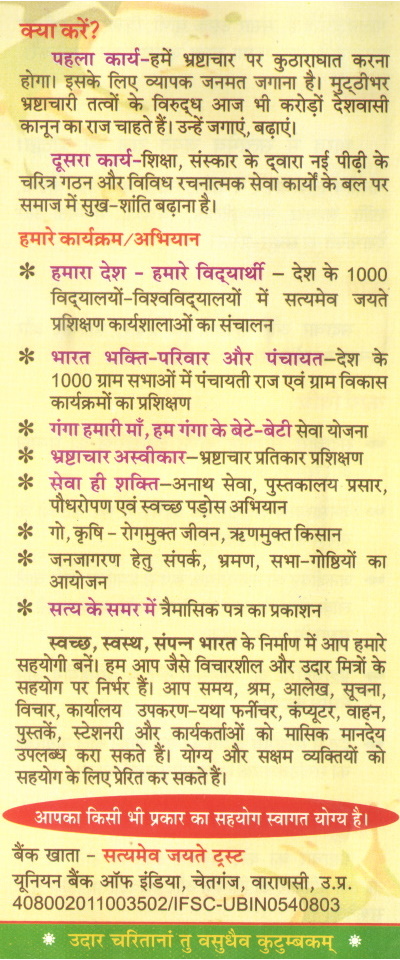 क्या करें?
पहला कार्य-हमें भ्रष्टाचार पर कुठाराघात करना
होगा। इसके लिए व्यापक जनमत जगाना है। मुट्ठीभर
भ्रष्टाचारी तत्वों के विरुद्ध आज भी करोड़ों देशवासी
कानून का राज चाहते हैं। उन्हें जगाएं, बढ़ाएं।
दूसरा कार्य-शिक्षा, संस्कार के द्वारा नई पीढ़ी के
चरित्र गठन और विविध रचनात्मक सेवा कार्यों के बल पर
समाज में सुख-शांति बढ़ाना है।
हमारे कार्यक्रम/अभियान
* हमारा देश - हमारे विद्यार्थी – देश के 1000
विद्यालयों-विश्वविद्यालयों में सत्यमेव जयते
प्रशिक्षण कार्यशालाओं का संचालन
* भारत भक्ति-परिवार और पंचायत–देश के
1000 ग्राम सभाओं में पंचायती राज एवं ग्राम विकास
कार्यक्रमों का प्रशिक्षण
* गंगा हमारी माँ, हम गंगा के बेटे-बेटी सेवा योजना
* भ्रष्टाचार अस्वीकार–भ्रष्टाचार प्रतिकार प्रशिक्षण
* सेवा ही शक्ति–अनाथ सेवा, पुस्तकालय प्रसार,
पौधरोपण एवं स्वच्छ पड़ोस अभियान
* गो, कृषि - रोगमुक्त जीवन, ऋणमुक्त किसान
* जनजागरण हेतु संपर्क, भ्रमण, सभा-गोष्ठियों का
आयोजन
* सत्य के समर में त्रैमासिक पत्र का प्रकाशन
स्वच्छ, स्वस्थ, संपन्न भारत के निर्माण में आप हमारे
सहयोगी बनें। हम आप जैसे विचारशील और उदार मित्रों के
सहयोग पर निर्भर हैं। आप समय, श्रम, आलेख, सूचना,
विचार, कार्यालय उपकरण-यथा फर्नीचर, कंप्यूटर, वाहन,
पुस्तकें, स्टेशनरी और कार्यकर्ताओं को मासिक मानदेय
उपलब्ध करा सकते हैं। योग्य और सक्षम व्यक्तियों को
सहयोग के लिए प्रेरित कर सकते हैं।
आपका किसी भी प्रकार का सहयोग स्वागत योग्य है।
बैंक खाता - सत्यमेव जयते ट्रस्ट
यूनियन बैंक ऑफ इंडिया, चेतगंज, वाराणसी, उ.प्र.
408002011003502/IFSC-UBIN0540803
* उदार चरितानां तु वसुधैव कुटुम्बकम् *